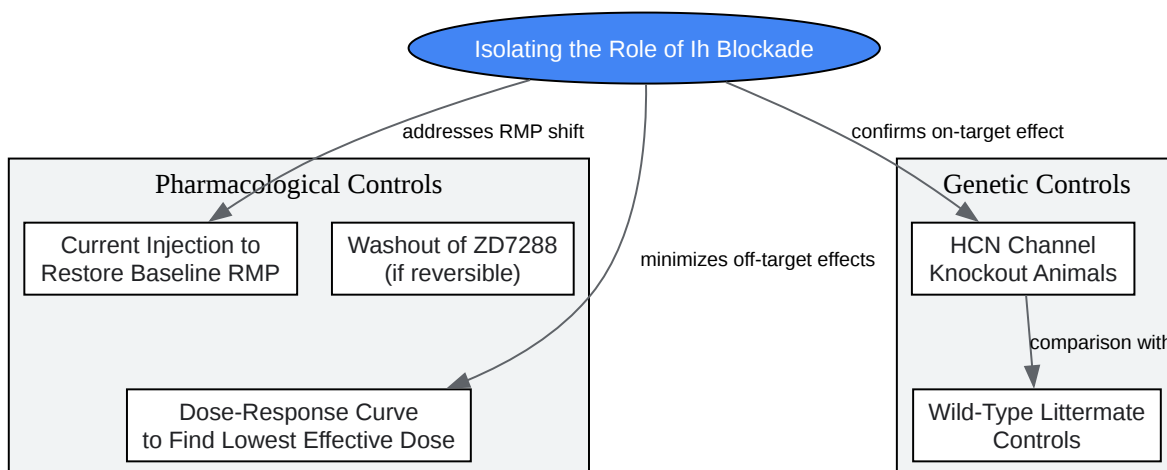 Isolating the Role of Ih Blockade
addresses RMP shift
confirms on-target effect
Pharmacological Controls
Genetic Controls
Current Injection to
Restore Baseline RMP
Washout of ZD7288
(if reversible)
HCN Channel
Knockout Animals
minimizes off-target effects
comparison with
Dose-Response Curve
to Find Lowest Effective Dose
Wild-Type Littermate
Controls